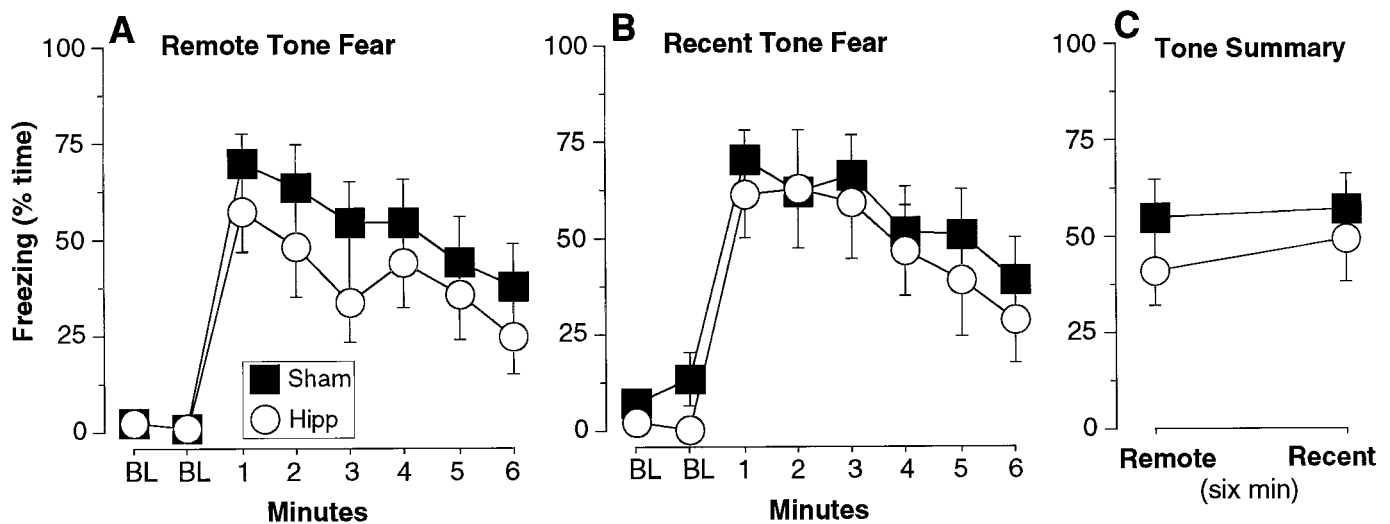 A Remote Tone Fear
B Recent Tone Fear
C Tone Summary
Freezing (% time)
100
75
50
25
0
Sham
Hipp
BL BL 1 2 3 4 5 6
Minutes
100
75
50
25
0
BL BL 1 2 3 4 5 6
Minutes
100
75
50
25
0
Remote Recent
(six min)